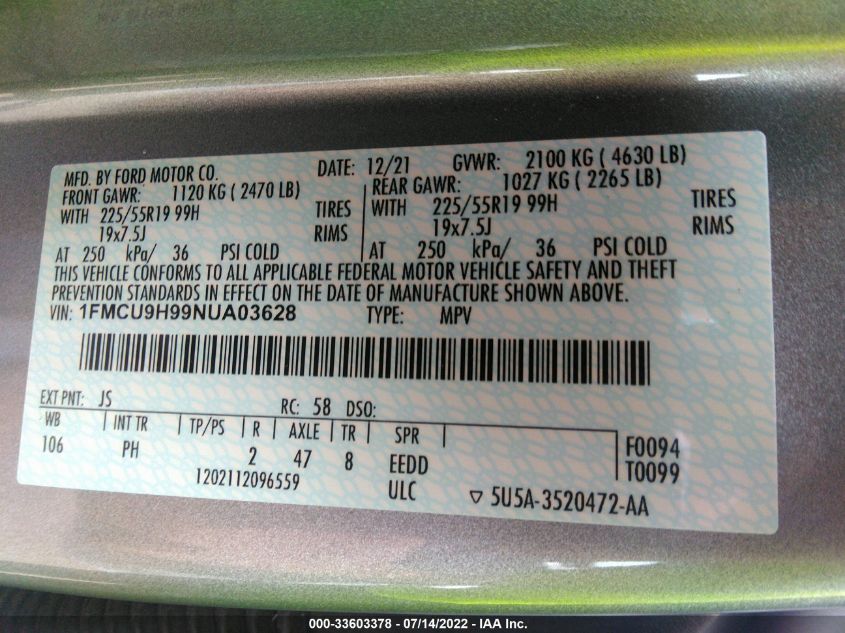 MFD. BY FORD MOTOR CO. DATE: 12/21 GVWR: 2100 KG ( 4630 LB)
FRONT GAWR: 1120 KG ( 2470 LB) REAR GAWR: 1027 KG ( 2265 LB)
WITH 225/55R19 99H TIRES WITH 225/55R19 99H TIRES
19x7.5J RIMS 19x7.5J RIMS
AT 250 kPa/ 36 PSI COLD AT 250 kPa/ 36 PSI COLD
THIS VEHICLE CONFORMS TO ALL APPLICABLE FEDERAL MOTOR VEHICLE SAFETY AND THEFT
PREVENTION STANDARDS IN EFFECT ON THE DATE OF MANUFACTURE SHOWN ABOVE.
VIN: 1FMCU9H99NUA03628 TYPE: MPV
EXT PNT: JS RC: 58 DSO:
WB INT TR TP/PS R AXLE TR SPR F0094
106 PH 2 47 8 EEDD T0099
1202112096559 ULC ▽ 5U5A-3520472-AA
000-33603378 - 07/14/2022 - IAA Inc.